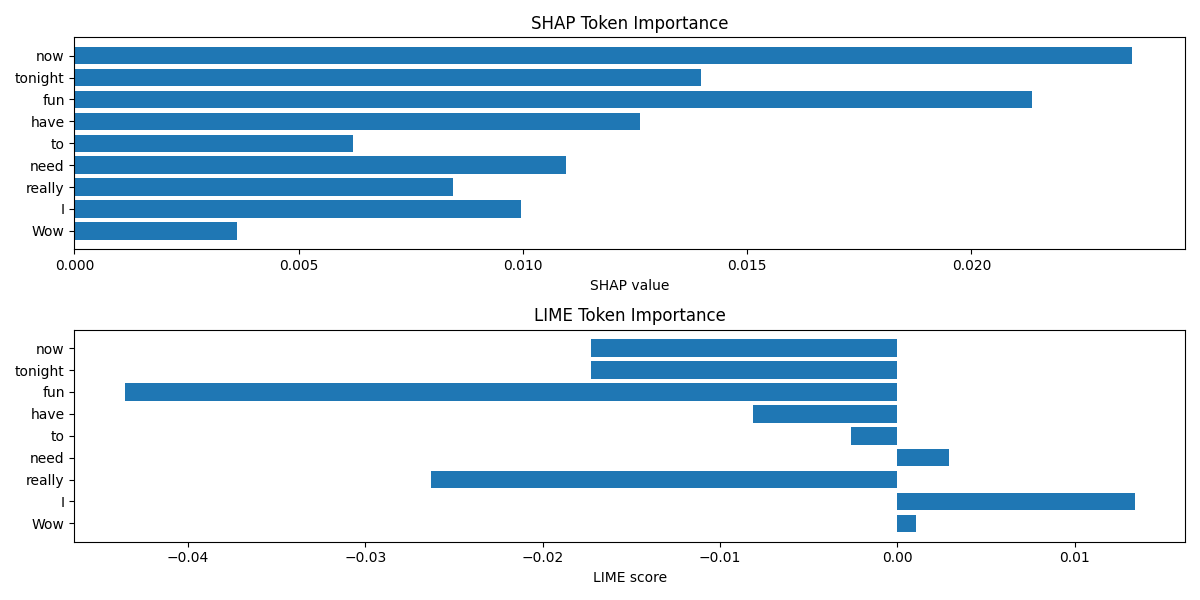 SHAP Token Importance
now
tonight
fun
have
to
need
really
I
Wow
0.000 0.005 0.010 0.015 0.020
SHAP value
LIME Token Importance
now
tonight
fun
have
to
need
really
I
Wow
−0.04 −0.03 −0.02 −0.01 0.00 0.01
LIME score